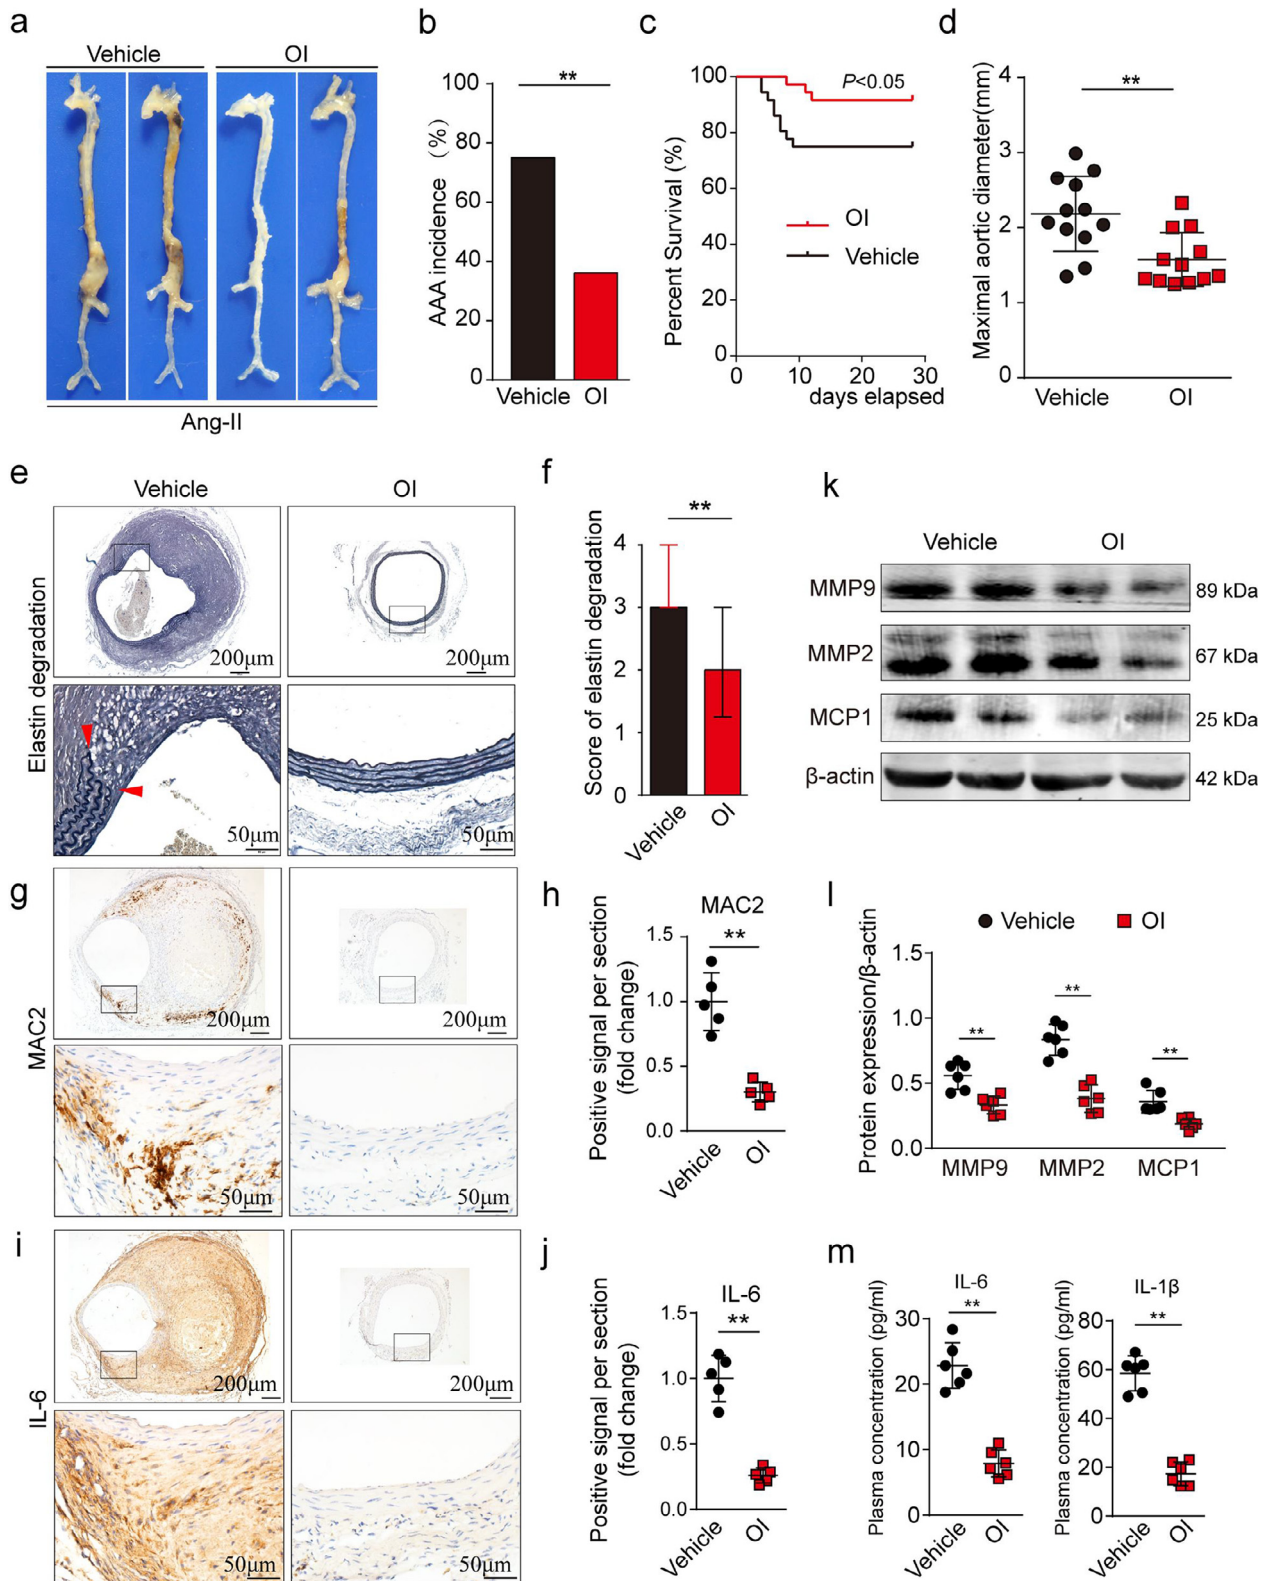 a
Vehicle
OI
Ang-II
b
**
AAA incidence (%)
100
80
60
40
20
0
Vehicle
OI
c
Percent Survival (%)
100
80
60
40
20
0
P<0.05
OI
Vehicle
0
10
20
30
days elapsed
d
**
Maximal aortic diameter(mm)
4
3
2
1
0
Vehicle
OI
e
Vehicle
OI
Elastin degradation
200μm
200μm
50μm
50μm
f
**
Score of elastin degradation
4
3
2
1
0
Vehicle
OI
k
Vehicle
OI
MMP9
89 kDa
MMP2
67 kDa
MCP1
25 kDa
β-actin
42 kDa
g
MAC2
200μm
200μm
50μm
50μm
h
MAC2
**
Positive signal per section
(fold change)
1.5
1.0
0.5
0.0
Vehicle
OI
l
Vehicle
OI
Protein expression/β-actin
1.5
1.0
0.5
0.0
**
**
**
MMP9
MMP2
MCP1
i
IL-6
200μm
200μm
50μm
50μm
j
IL-6
**
Positive signal per section
(fold change)
1.5
1.0
0.5
0.0
Vehicle
OI
m
IL-6
**
Plasma concentration (pg/ml)
30
20
10
0
Vehicle
OI
IL-1β
**
Plasma concentration (pg/ml)
80
60
40
20
0
Vehicle
OI